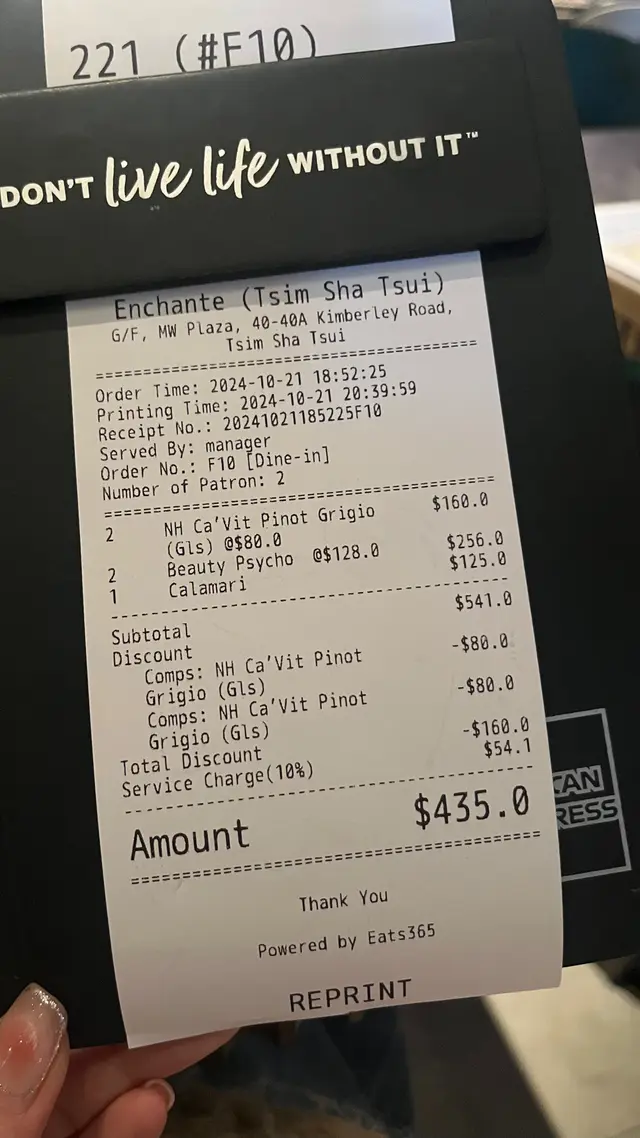 221 (#F10)
DON'T live life WITHOUT IT™
Enchante (Tsim Sha Tsui)
G/F, MW Plaza, 40-40A Kimberley Road,
Tsim Sha Tsui
Order Time: 2024-10-21 18:52:25
Printing Time: 2024-10-21 20:39:59
Receipt No.: 20241021185225F10
Served By: manager
Order No.: F10 [Dine-in]
Number of Patron: 2
2 NH Ca'Vit Pinot Grigio $160.0
(Gls) @$80.0
2 Beauty Psycho @$128.0 $256.0
1 Calamari $125.0
Subtotal $541.0
Discount
Comps: NH Ca'Vit Pinot -$80.0
Grigio (Gls)
Comps: NH Ca'Vit Pinot -$80.0
Grigio (Gls)
Total Discount -$160.0
Service Charge(10%) $54.1
Amount $435.0
Thank You
Powered by Eats365
REPRINT
CAN
RESS